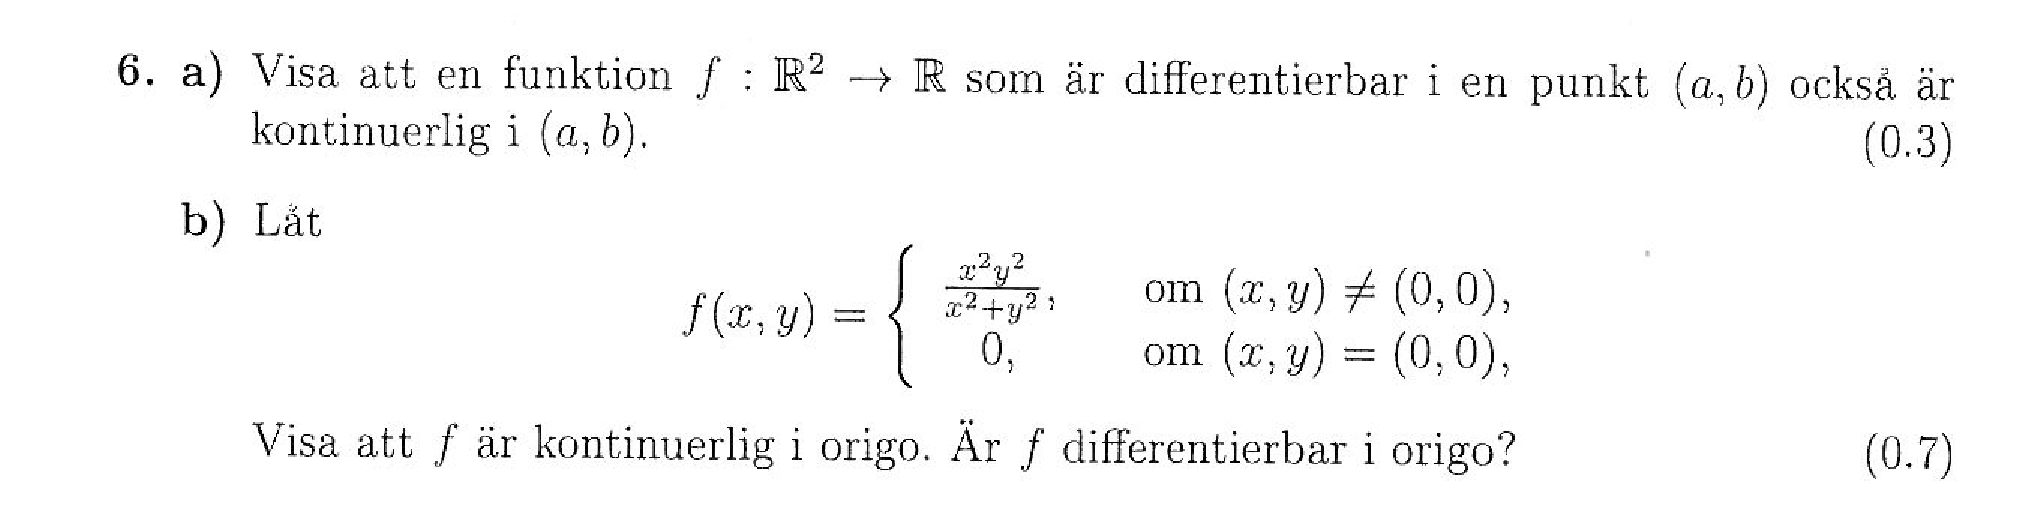 6. a) Visa att en funktion f : ℝ² → ℝ som är differentierbar i en punkt (a, b) också är
kontinuerlig i (a, b). (0.3)
b) Låt
f(x, y) = { x²y²/(x²+y²), om (x, y) ≠ (0, 0),
0, om (x, y) = (0, 0),
Visa att f är kontinuerlig i origo. Är f differentierbar i origo? (0.7)